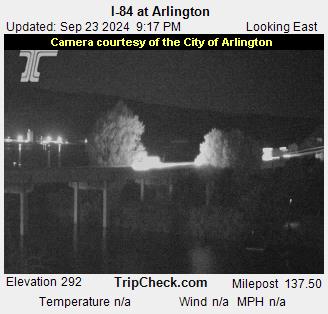 I-84 at Arlington
Updated: Sep 23 2024 9:17 PM Looking East
Camera courtesy of the City of Arlington
Elevation 292 TripCheck.com Milepost 137.50
Temperature n/a Wind n/a MPH n/a